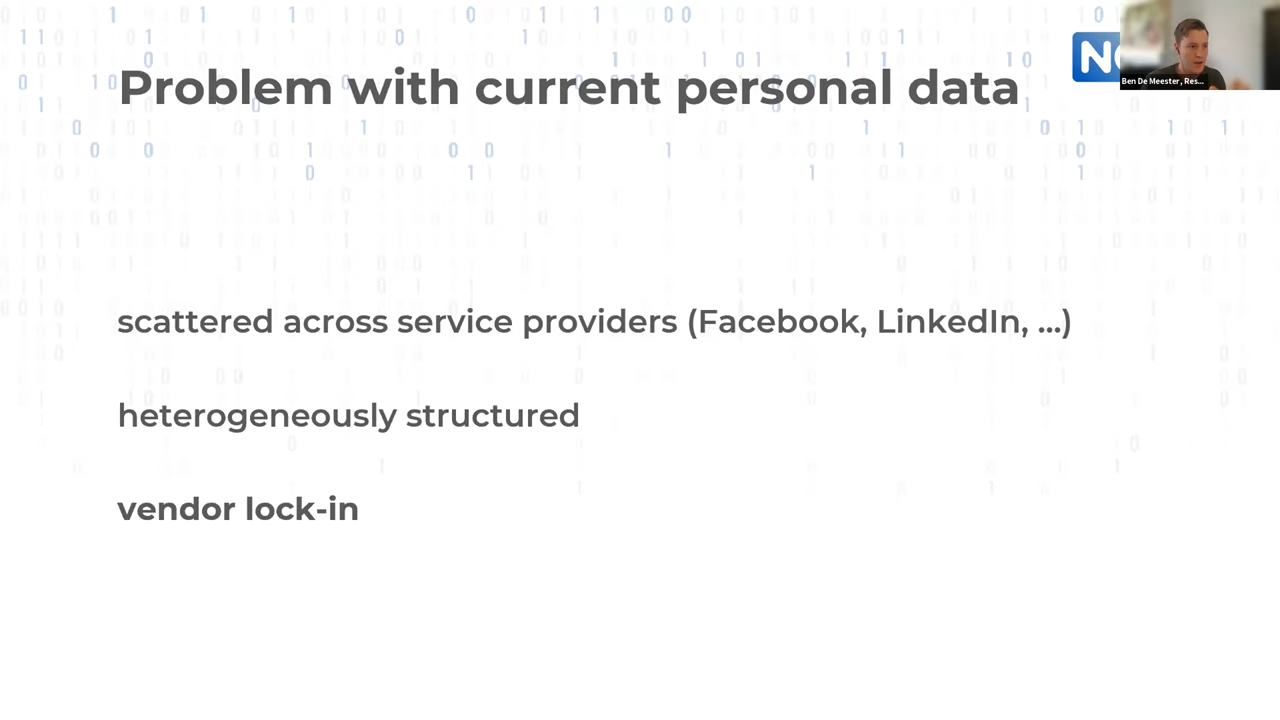 Problem with current personal data
Ben De Meester, Res...
scattered across service providers (Facebook, LinkedIn, ...)
heterogeneously structured
vendor lock-in